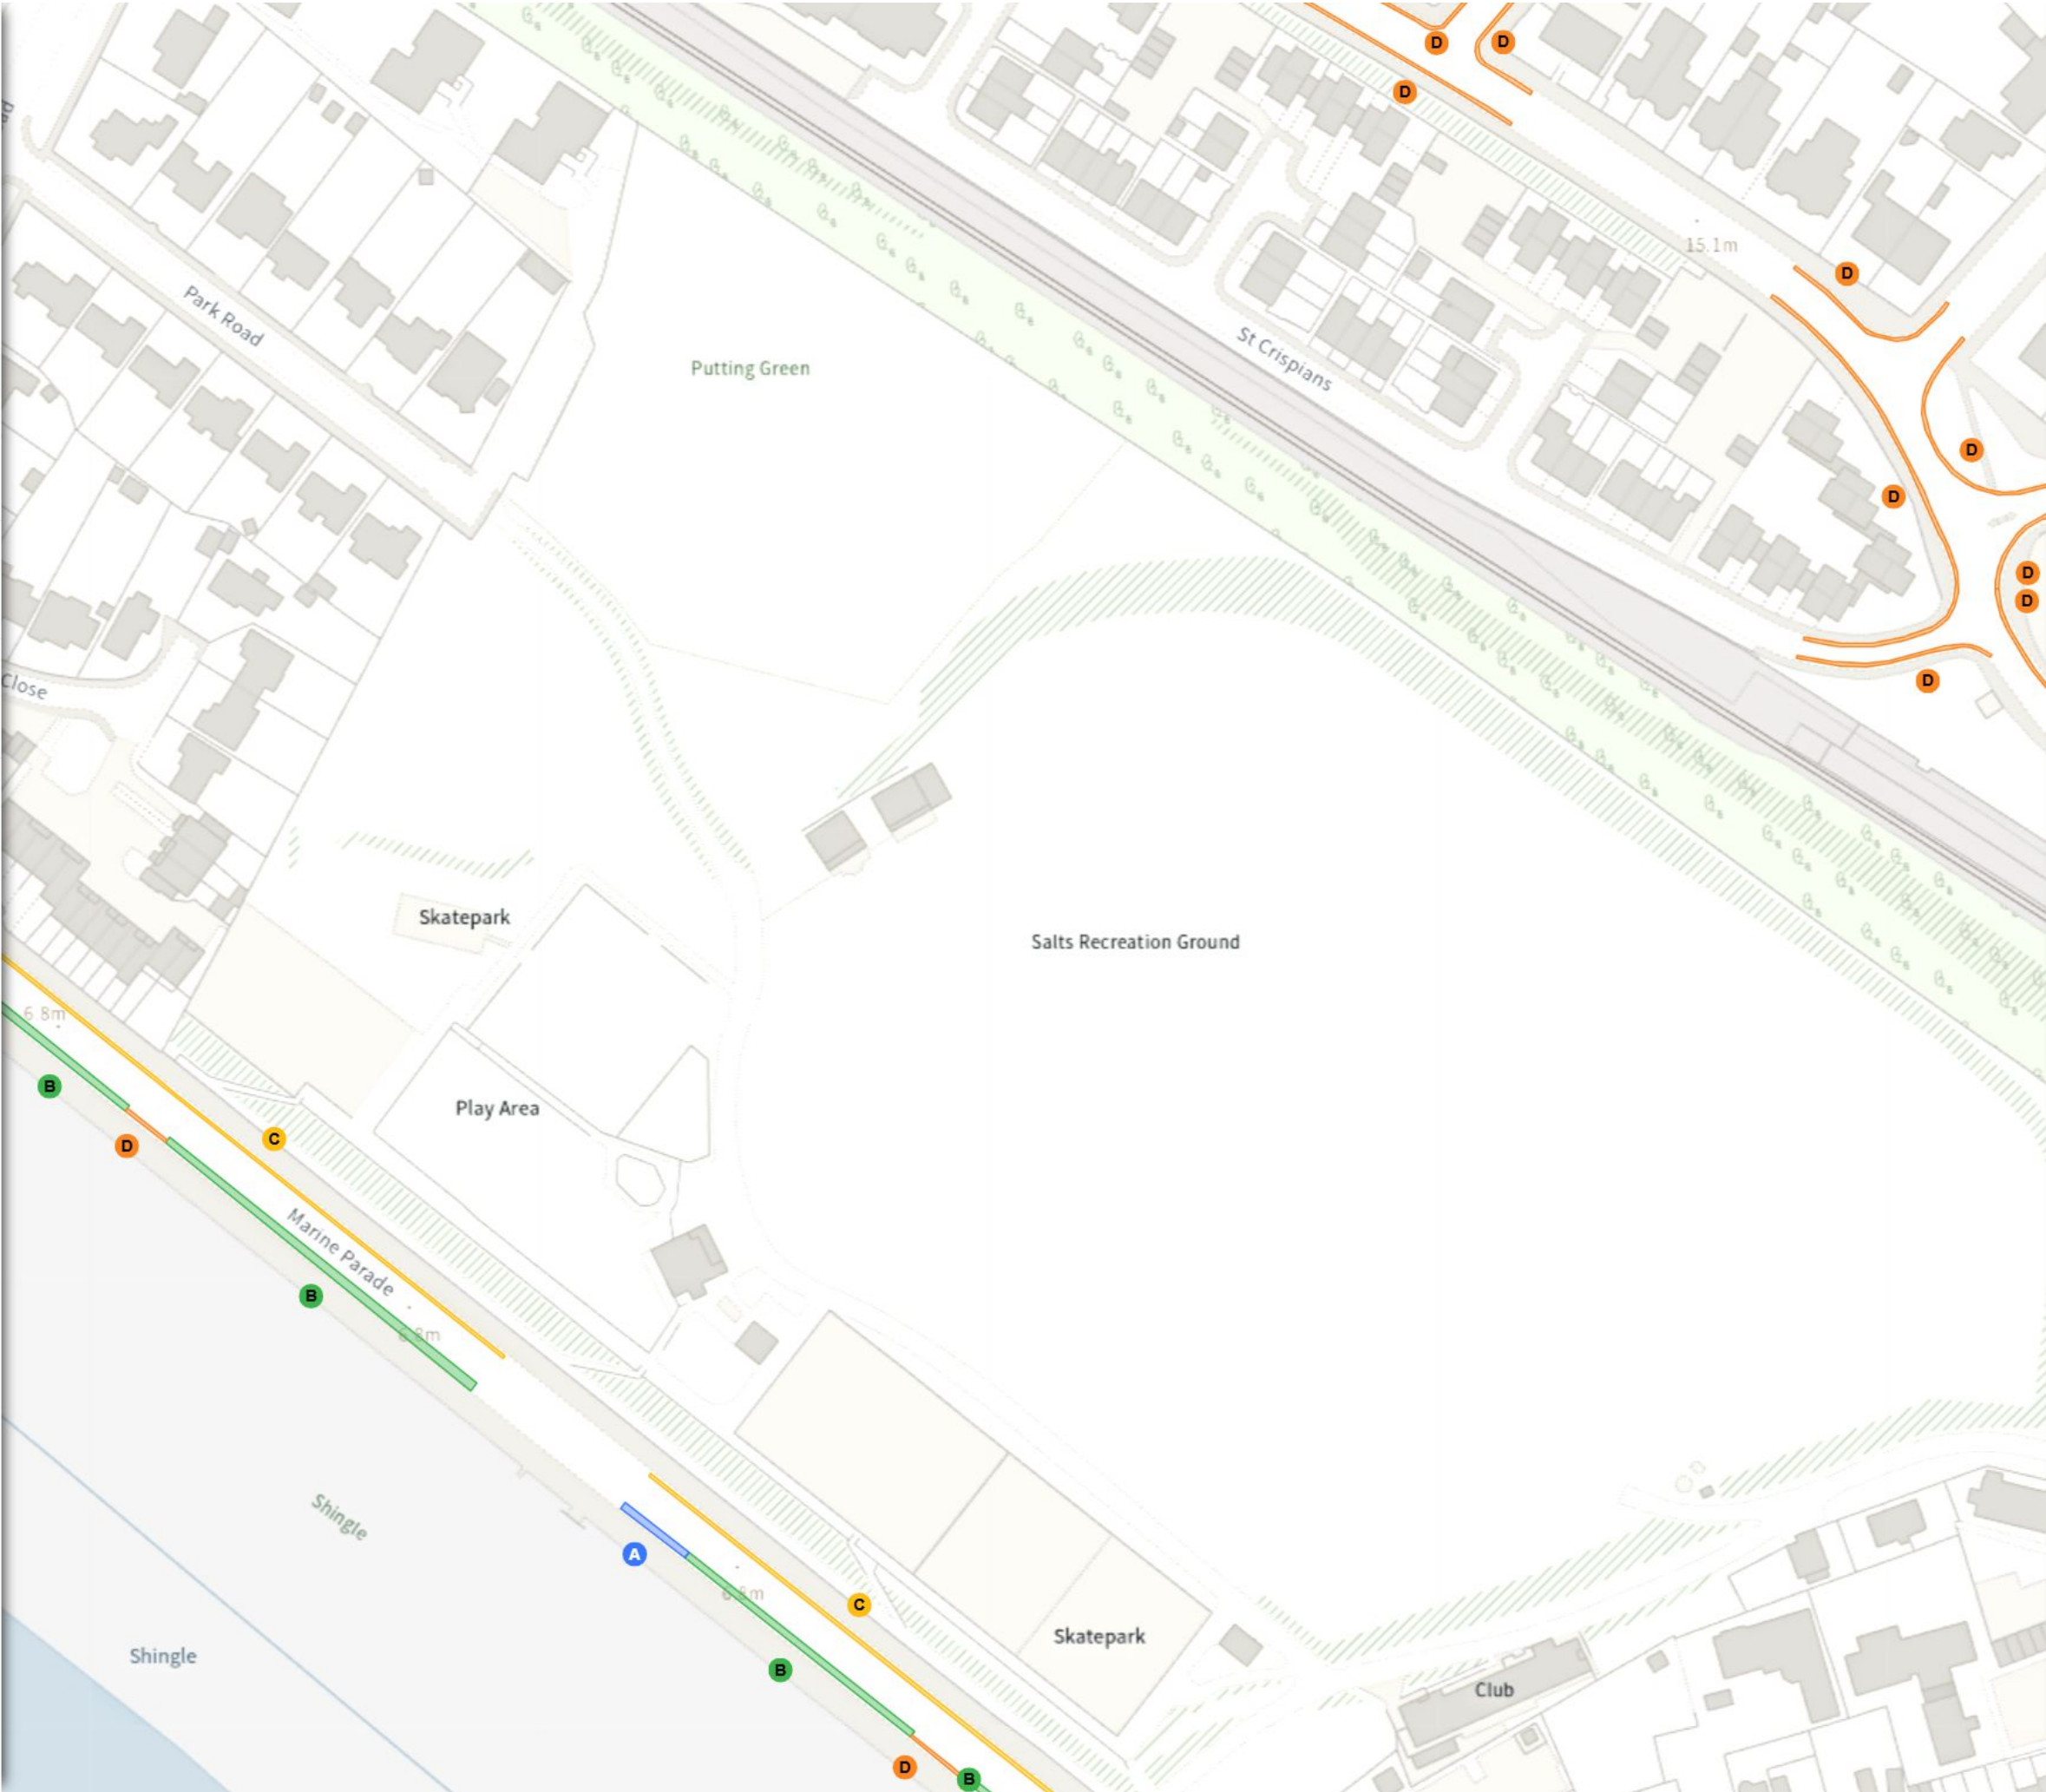 D
D
D
15.1m
D
Park Road
St Crispians
Putting Green
D
D
D
D
D
Close
Skatepark
Salts Recreation Ground
6.8m
B
D
C
Play Area
Marine Parade
B
Shingle
A
C
Skatepark
Shingle
B
Club
D
B